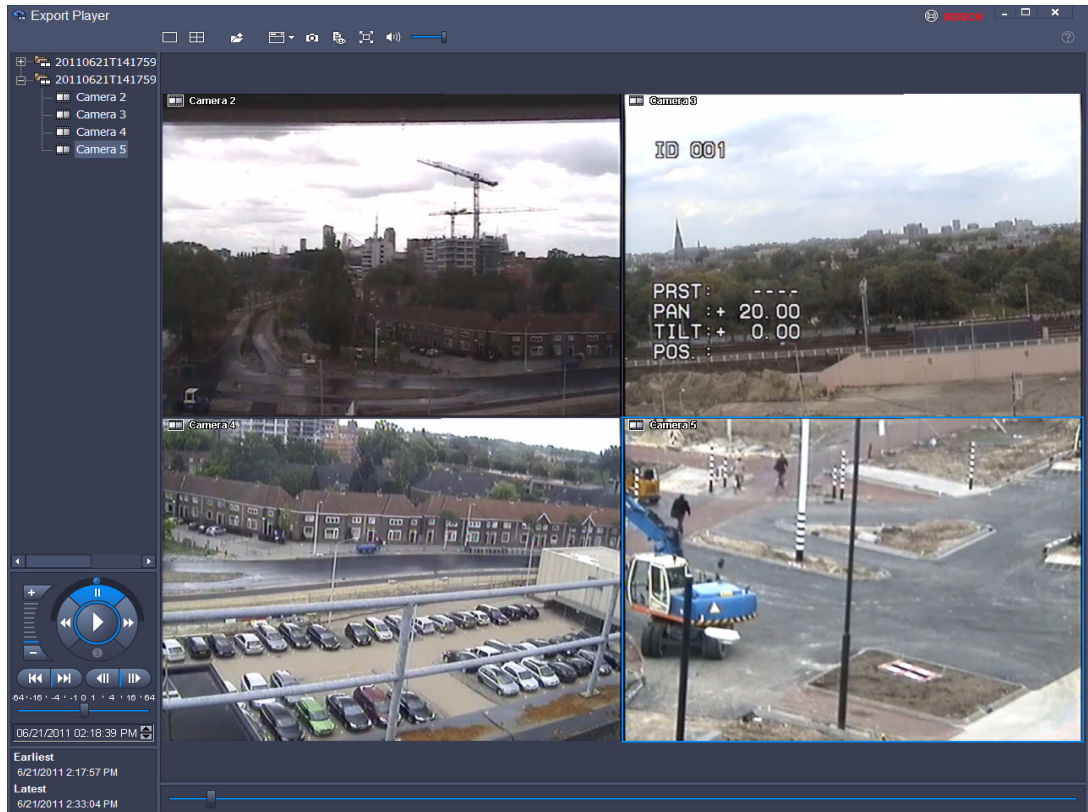 Export Player
BOSCH
20110621T141759
20110621T141759
Camera 2
Camera 3
Camera 4
Camera 5
Camera 2
Camera 3
ID 001
PRST: ----
PAN :+ 20.00
TILT:+ 0.00
POS. :
Camera 4
Camera 5
-64 -16 -4 -1 0 1 4 16 64
06/21/2011 02:18:39 PM
Earliest
6/21/2011 2:17:57 PM
Latest
6/21/2011 2:33:04 PM